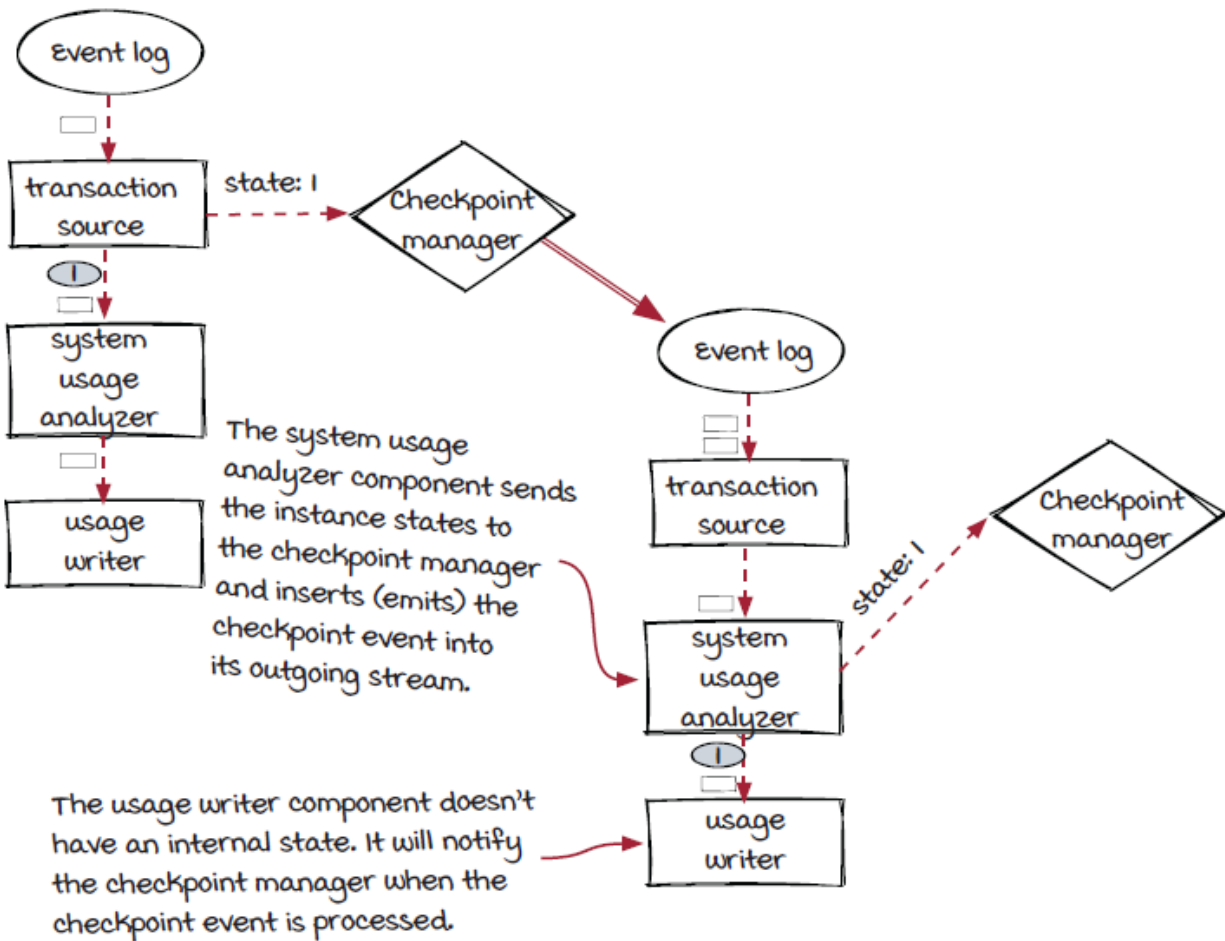 Event log
transaction
source
state: 1
Checkpoint
manager
1
system
usage
analyzer
usage
writer
Event log
transaction
source
state: 1
Checkpoint
manager
system
usage
analyzer
1
usage
writer
The system usage
analyzer component sends
the instance states to
the checkpoint manager
and inserts (emits) the
checkpoint event into
its outgoing stream.
The usage writer component doesn't
have an internal state. It will notify
the checkpoint manager when the
checkpoint event is processed.